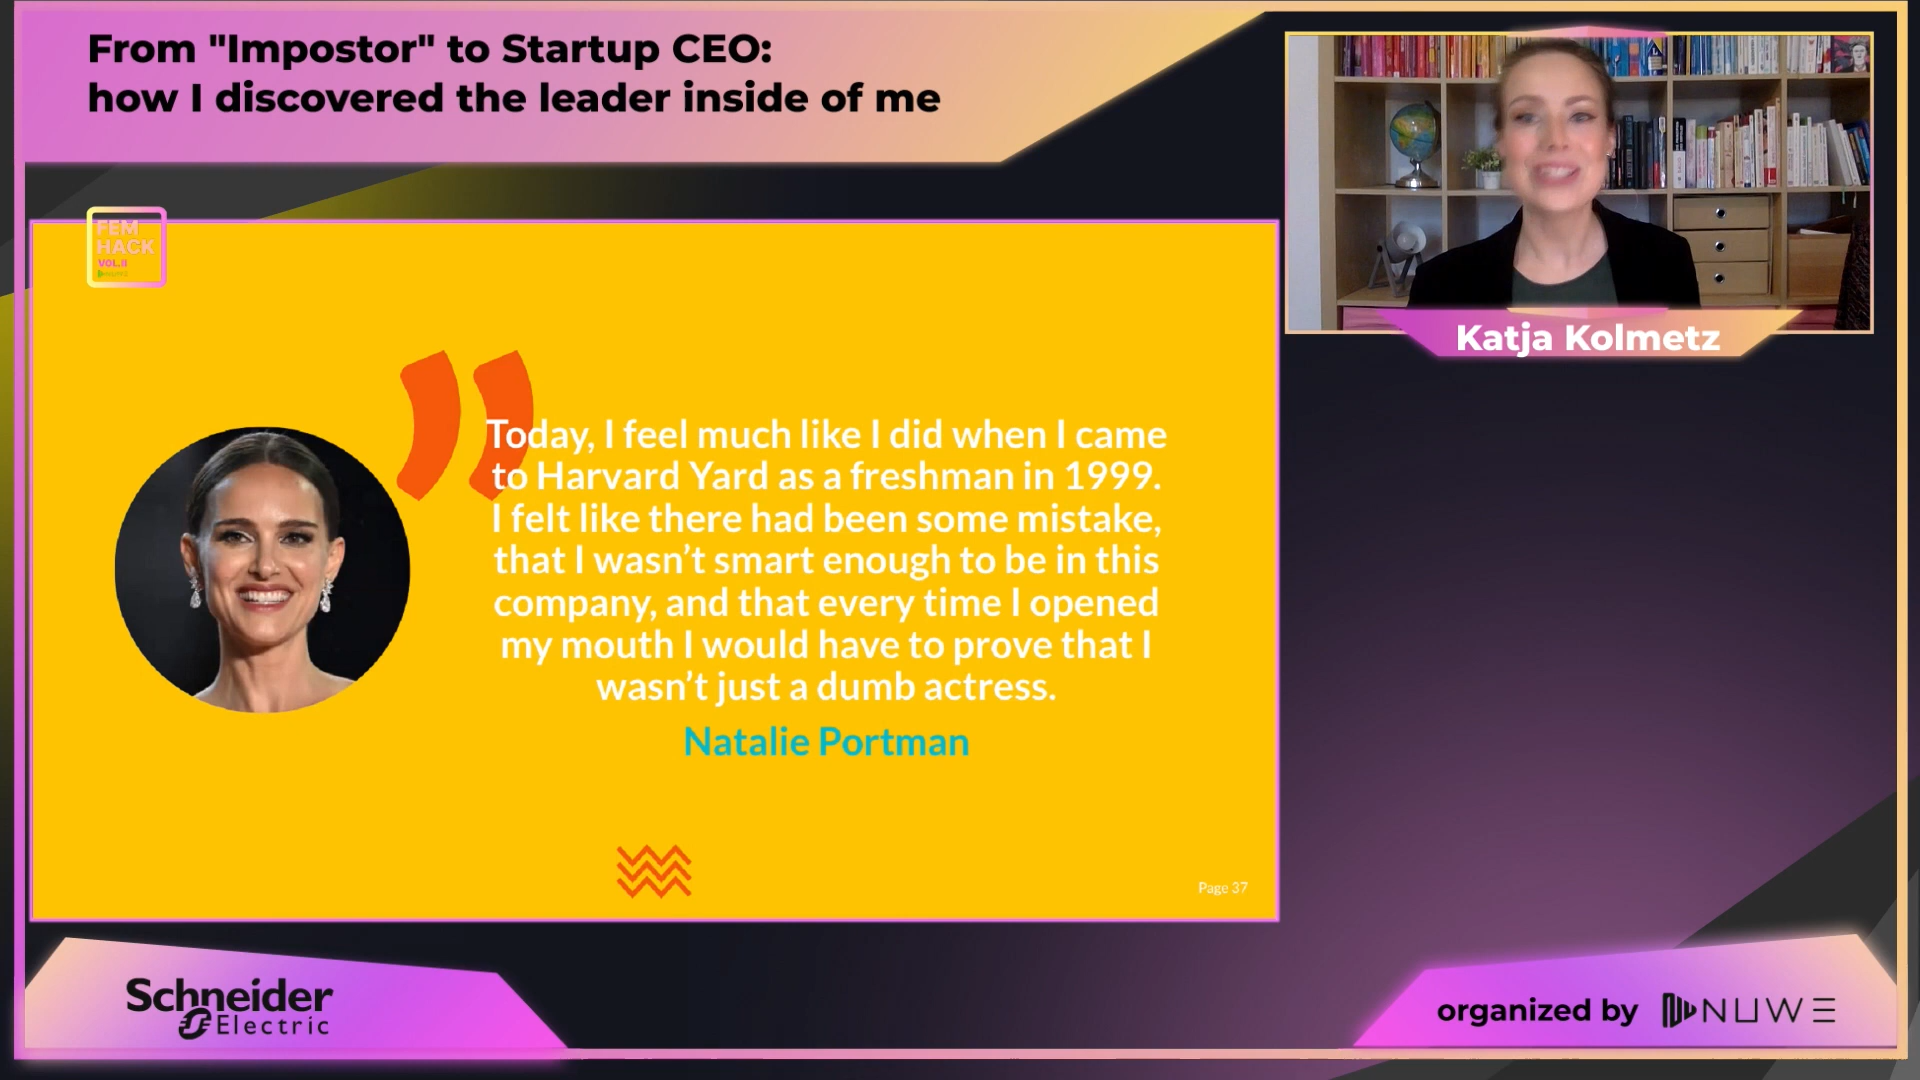 From "Impostor" to Startup CEO:
how I discovered the leader inside of me
FEM
HACK
VOL.II
Katja Kolmetz
Today, I feel much like I did when I came
to Harvard Yard as a freshman in 1999.
I felt like there had been some mistake,
that I wasn’t smart enough to be in this
company, and that every time I opened
my mouth I would have to prove that I
wasn’t just a dumb actress.
Natalie Portman
Page 37
Schneider
Electric
organized by NUWE